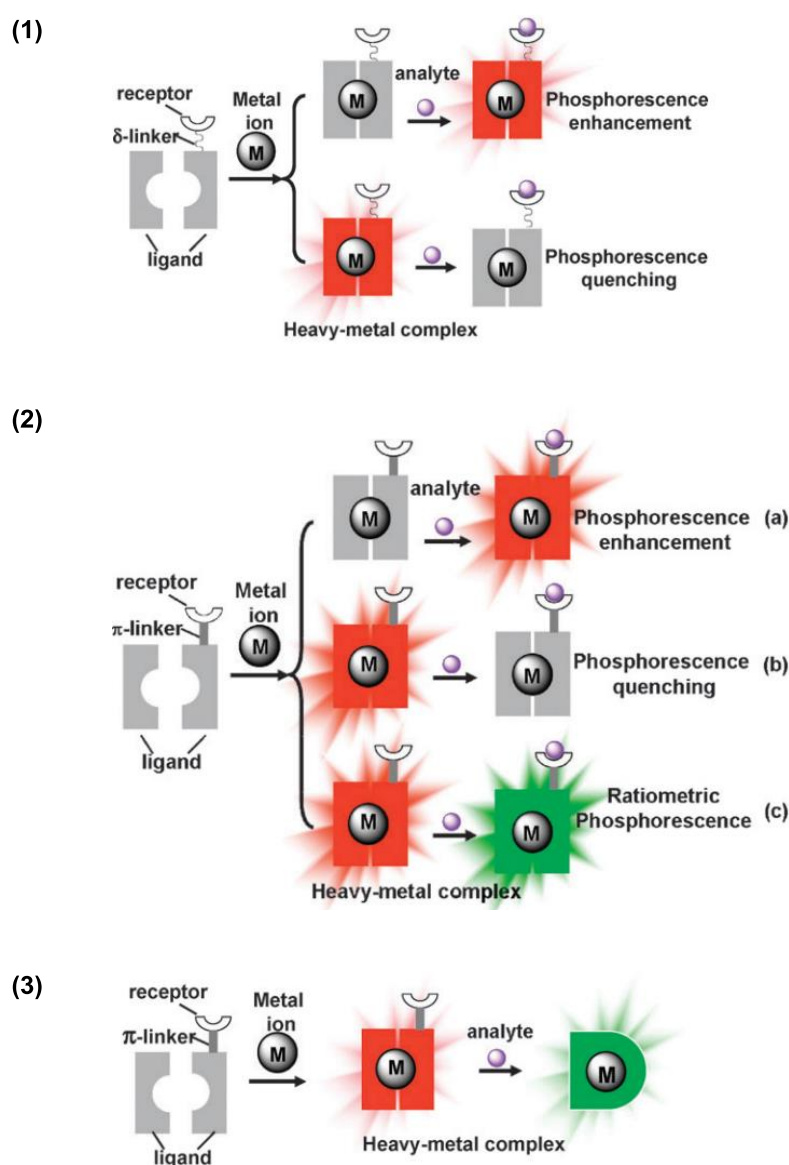 (1)
receptor
δ-linker
ligand
Metal
ion
M
M
analyte
M
Phosphorescence
enhancement
M
M
Phosphorescence
quenching
Heavy-metal complex
(2)
receptor
π-linker
ligand
Metal
ion
M
M
analyte
M
Phosphorescence (a)
enhancement
M
M
Phosphorescence (b)
quenching
M
M
Ratiometric
Phosphorescence (c)
Heavy-metal complex
(3)
receptor
π-linker
ligand
Metal
ion
M
M
analyte
M
Heavy-metal complex